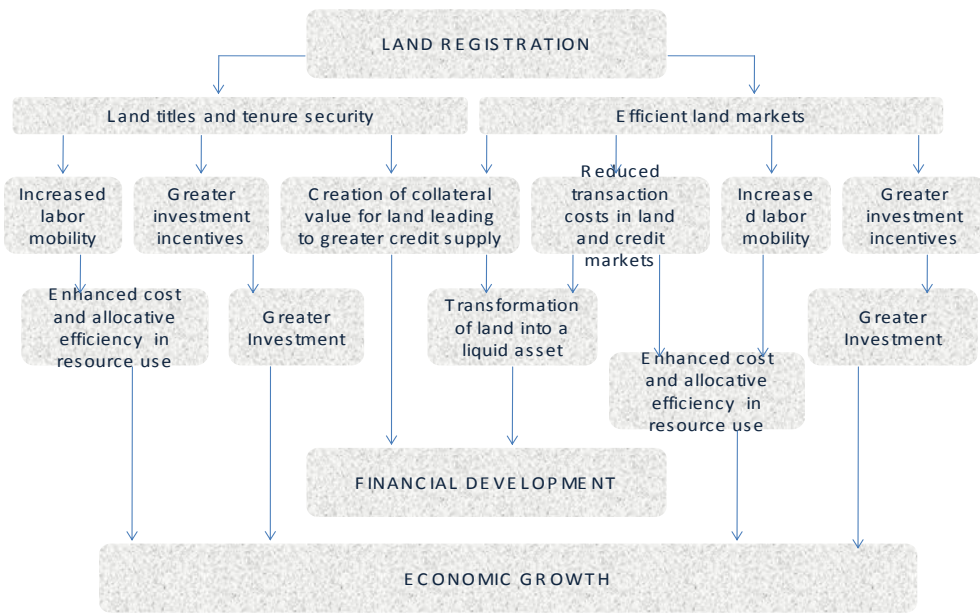 LAND REGISTRATION
Land titles and tenure security
Efficient land markets
Increased
labor
mobility
Greater
investment
incentives
Creation of collateral
value for land leading
to greater credit supply
Reduced
transaction
costs in land
and credit
markets
Increase
d labor
mobility
Greater
investment
incentives
Enhanced cost
and allocative
efficiency in
resource use
Greater
Investment
Transformation
of land into a
liquid asset
Enhanced cost
and allocative
efficiency in
resource use
Greater
Investment
FINANCIAL DEVELOPMENT
ECONOMIC GROWTH